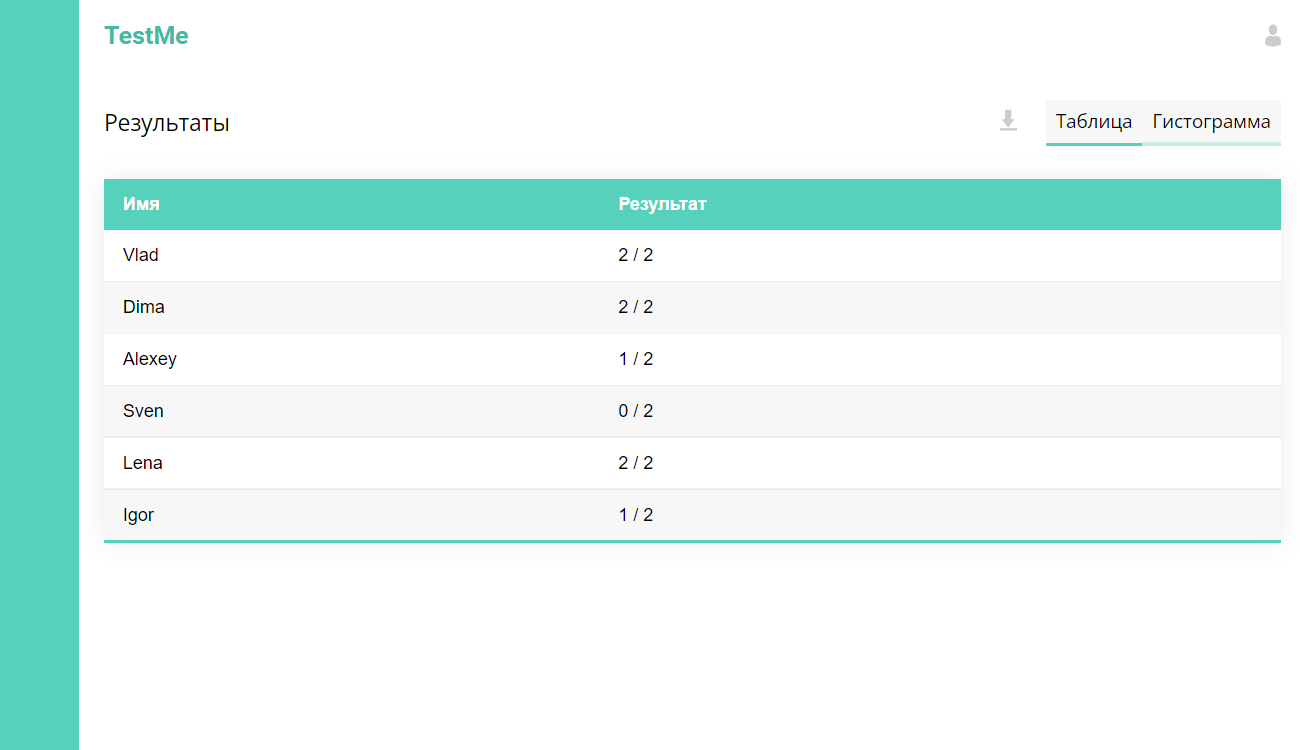 TestMe
Результаты
Таблица Гистограмма
Имя Результат
Vlad 2 / 2
Dima 2 / 2
Alexey 1 / 2
Sven 0 / 2
Lena 2 / 2
Igor 1 / 2